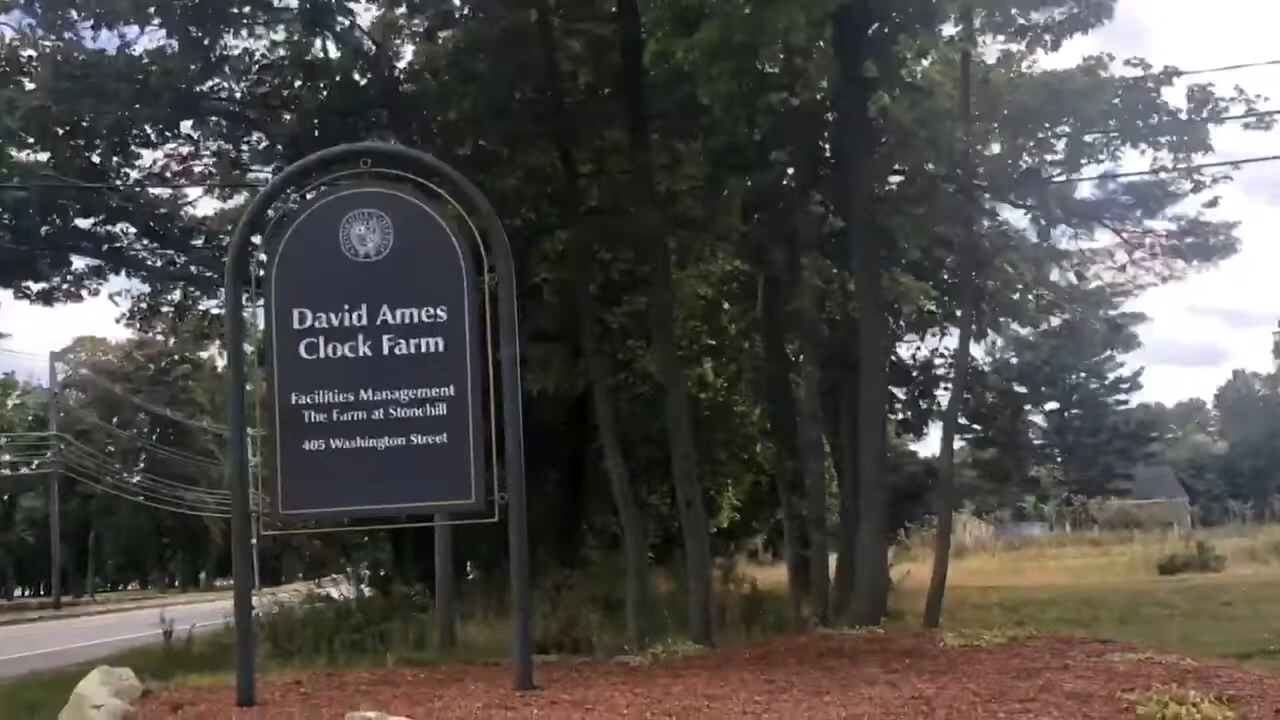 David Ames
Clock Farm
Facilities Management
The Farm at Stonehill
405 Washington Street